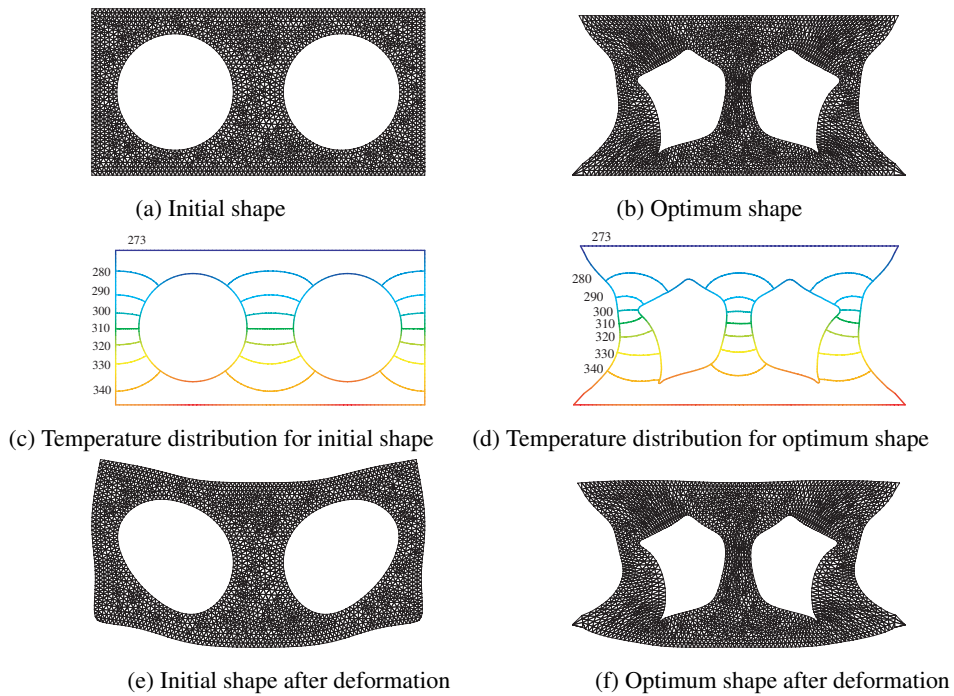 (a) Initial shape
(b) Optimum shape
273
280
290
300
310
320
330
340
273
280
290
300
310
320
330
340
(c) Temperature distribution for initial shape
(d) Temperature distribution for optimum shape
(e) Initial shape after deformation
(f) Optimum shape after deformation